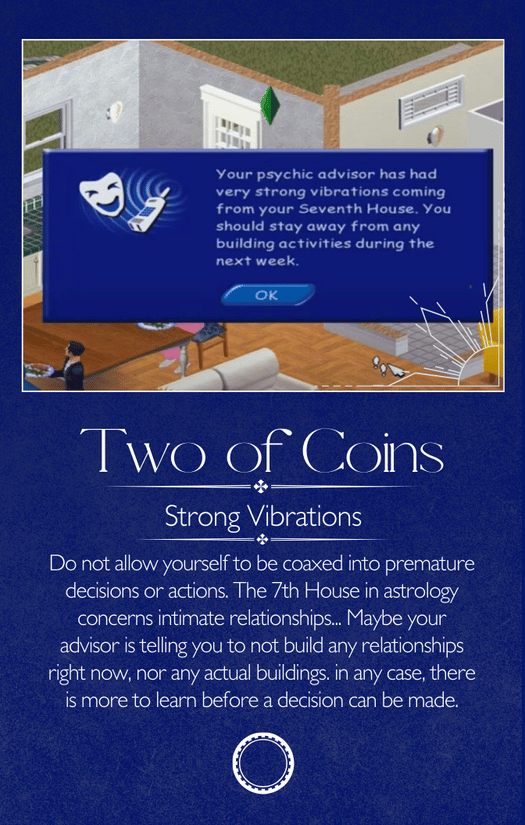 Your psychic advisor has had
very strong vibrations coming
from your Seventh House. You
should stay away from any
building activities during the
next week.
OK
Two of Coins
Strong Vibrations
Do not allow yourself to be coaxed into premature
decisions or actions. The 7th House in astrology
concerns intimate relationships... Maybe your
advisor is telling you to not build any relationships
right now, nor any actual buildings. in any case, there
is more to learn before a decision can be made.